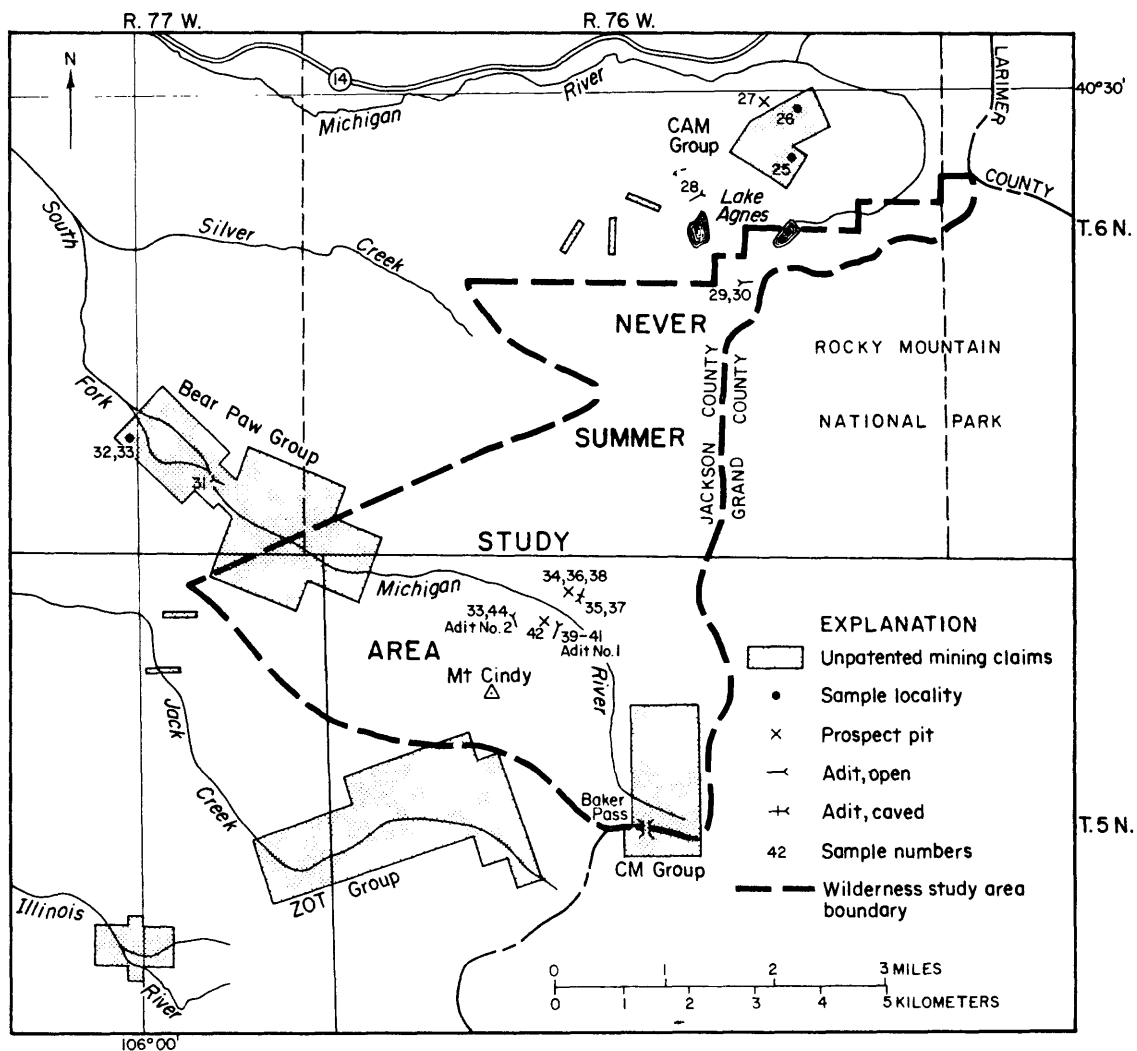 R. 77 W.
R. 76 W.
N
14
Michigan
River
40°30'
LARIMER
COUNTY
27
26
CAM
Group
25
28
Lake
Agnes
T. 6 N.
South
Fork
Silver
Creek
29,30
NEVER
ROCKY MOUNTAIN
NATIONAL PARK
JACKSON COUNTY
GRAND COUNTY
SUMMER
Bear Paw Group
32,33
31
STUDY
Michigan
River
34,36,38
35,37
33,44
Adit No. 2
42
39-41
Adit No. 1
AREA
Mt Cindy
EXPLANATION
Unpatented mining claims
Sample locality
Prospect pit
Adit, open
Adit, caved
42 Sample numbers
Wilderness study area
boundary
Jack
Creek
Baker
Pass
T. 5 N.
CM Group
ZOT Group
Illinois
River
0 1 2 3 MILES
0 1 2 3 4 5 KILOMETERS
106°00'